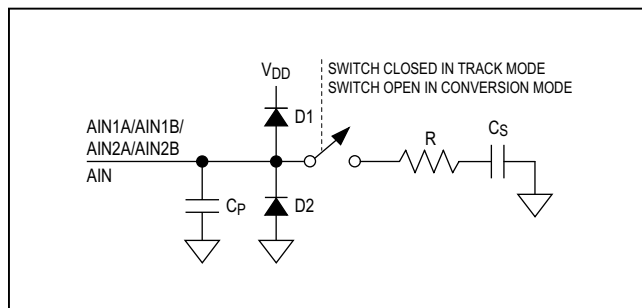 SWITCH CLOSED IN TRACK MODE
SWITCH OPEN IN CONVERSION MODE
VDD
D1
AIN1A/AIN1B/
AIN2A/AIN2B
AIN
R
CS
CP
D2